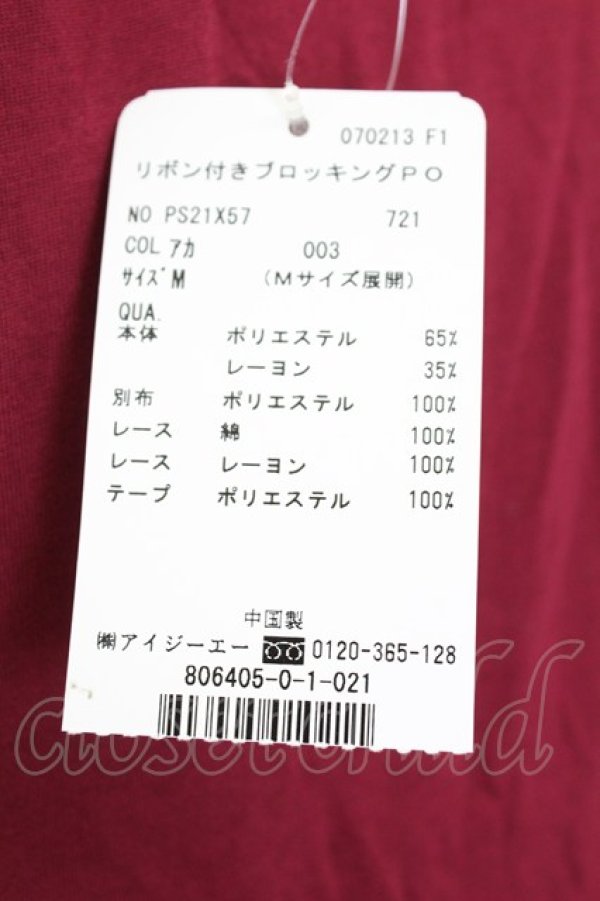 070213 F1
リボン付きブロッキングPO
NO PS21X57 721
COL アカ 003
サイズ M (Mサイズ展開)
QUA.
本体 ポリエステル 65%
レーヨン 35%
別布 ポリエステル 100%
レース 綿 100%
レース レーヨン 100%
テープ ポリエステル 100%
中国製
㈱アイジーエー 0120-365-128
806405-0-1-021
closet child